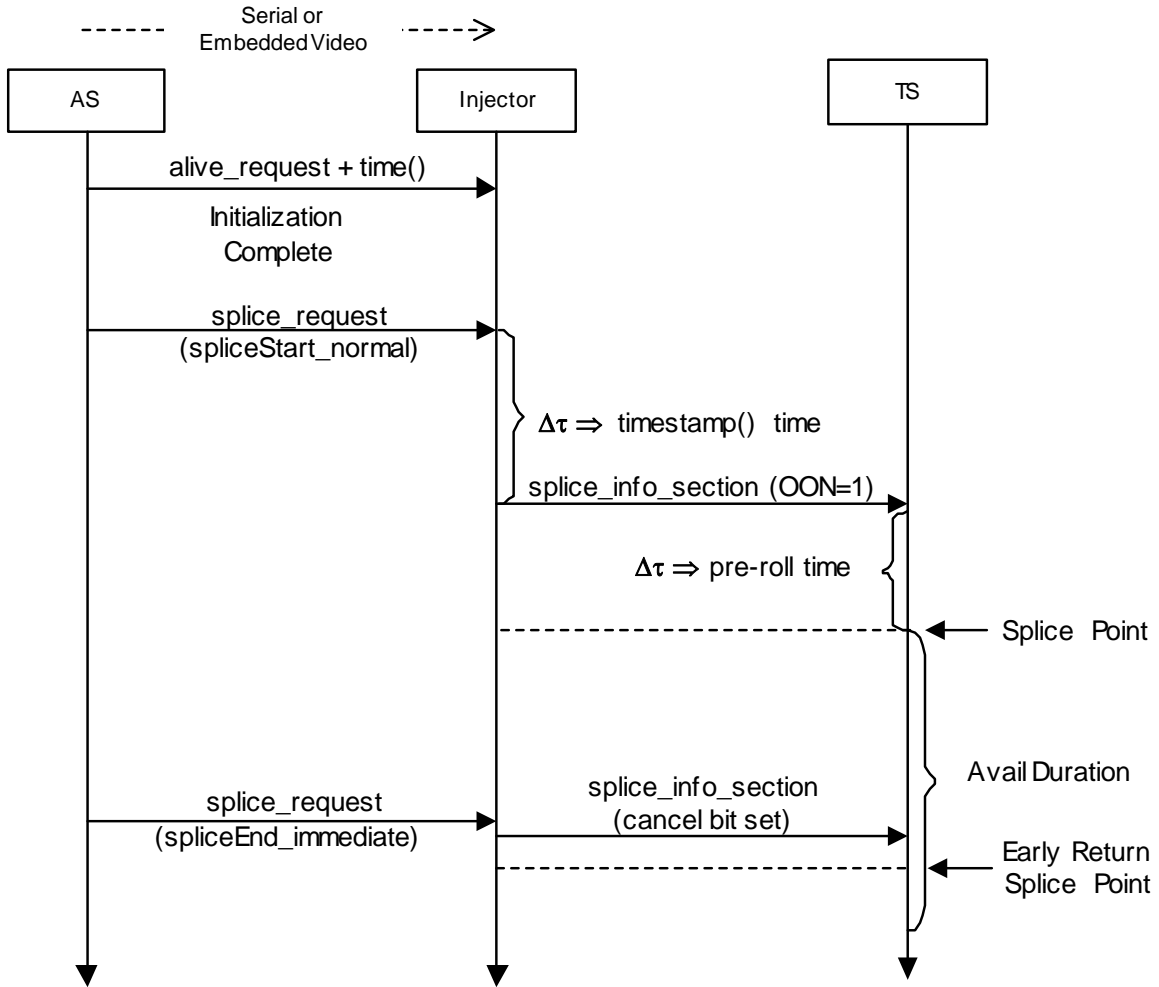 Serial or
Embedded Video
AS
Injector
TS
alive_request + time()
Initialization
Complete
splice_request
(spliceStart_normal)
Δτ ⇒ timestamp() time
splice_info_section (OON=1)
Δτ ⇒ pre-roll time
Splice Point
Avail Duration
splice_request
(spliceEnd_immediate)
splice_info_section
(cancel bit set)
Early Return
Splice Point